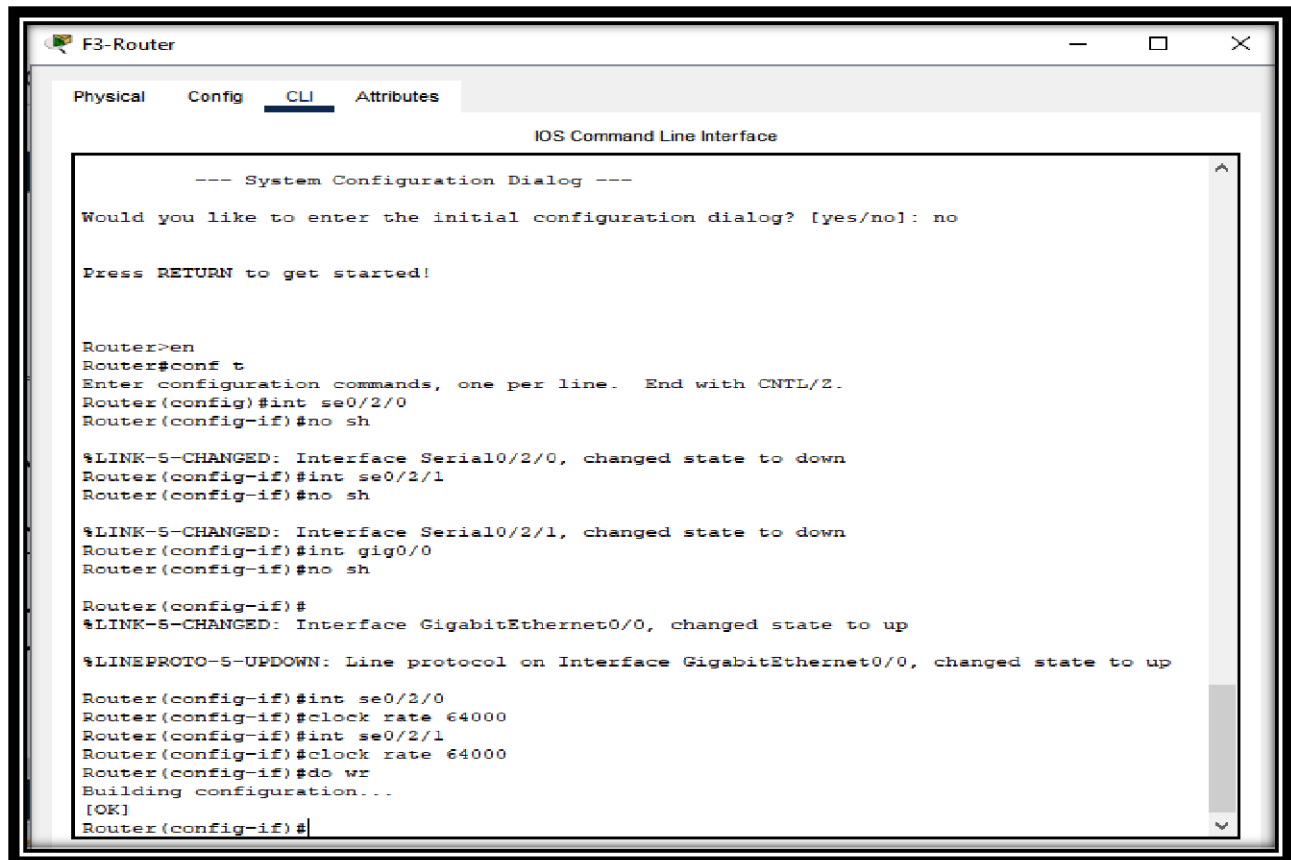 F3-Router
Physical Config CLI Attributes
IOS Command Line Interface
--- System Configuration Dialog ---
Would you like to enter the initial configuration dialog? [yes/no]: no
Press RETURN to get started!
Router>en
Router#conf t
Enter configuration commands, one per line.  End with CNTL/Z.
Router(config)#int se0/2/0
Router(config-if)#no sh
%LINK-5-CHANGED: Interface Serial0/2/0, changed state to down
Router(config-if)#int se0/2/1
Router(config-if)#no sh
%LINK-5-CHANGED: Interface Serial0/2/1, changed state to down
Router(config-if)#int gig0/0
Router(config-if)#no sh
Router(config-if)#
%LINK-5-CHANGED: Interface GigabitEthernet0/0, changed state to up
%LINEPROTO-5-UPDOWN: Line protocol on Interface GigabitEthernet0/0, changed state to up
Router(config-if)#int se0/2/0
Router(config-if)#clock rate 64000
Router(config-if)#int se0/2/1
Router(config-if)#clock rate 64000
Router(config-if)#do wr
Building configuration...
[OK]
Router(config-if)#